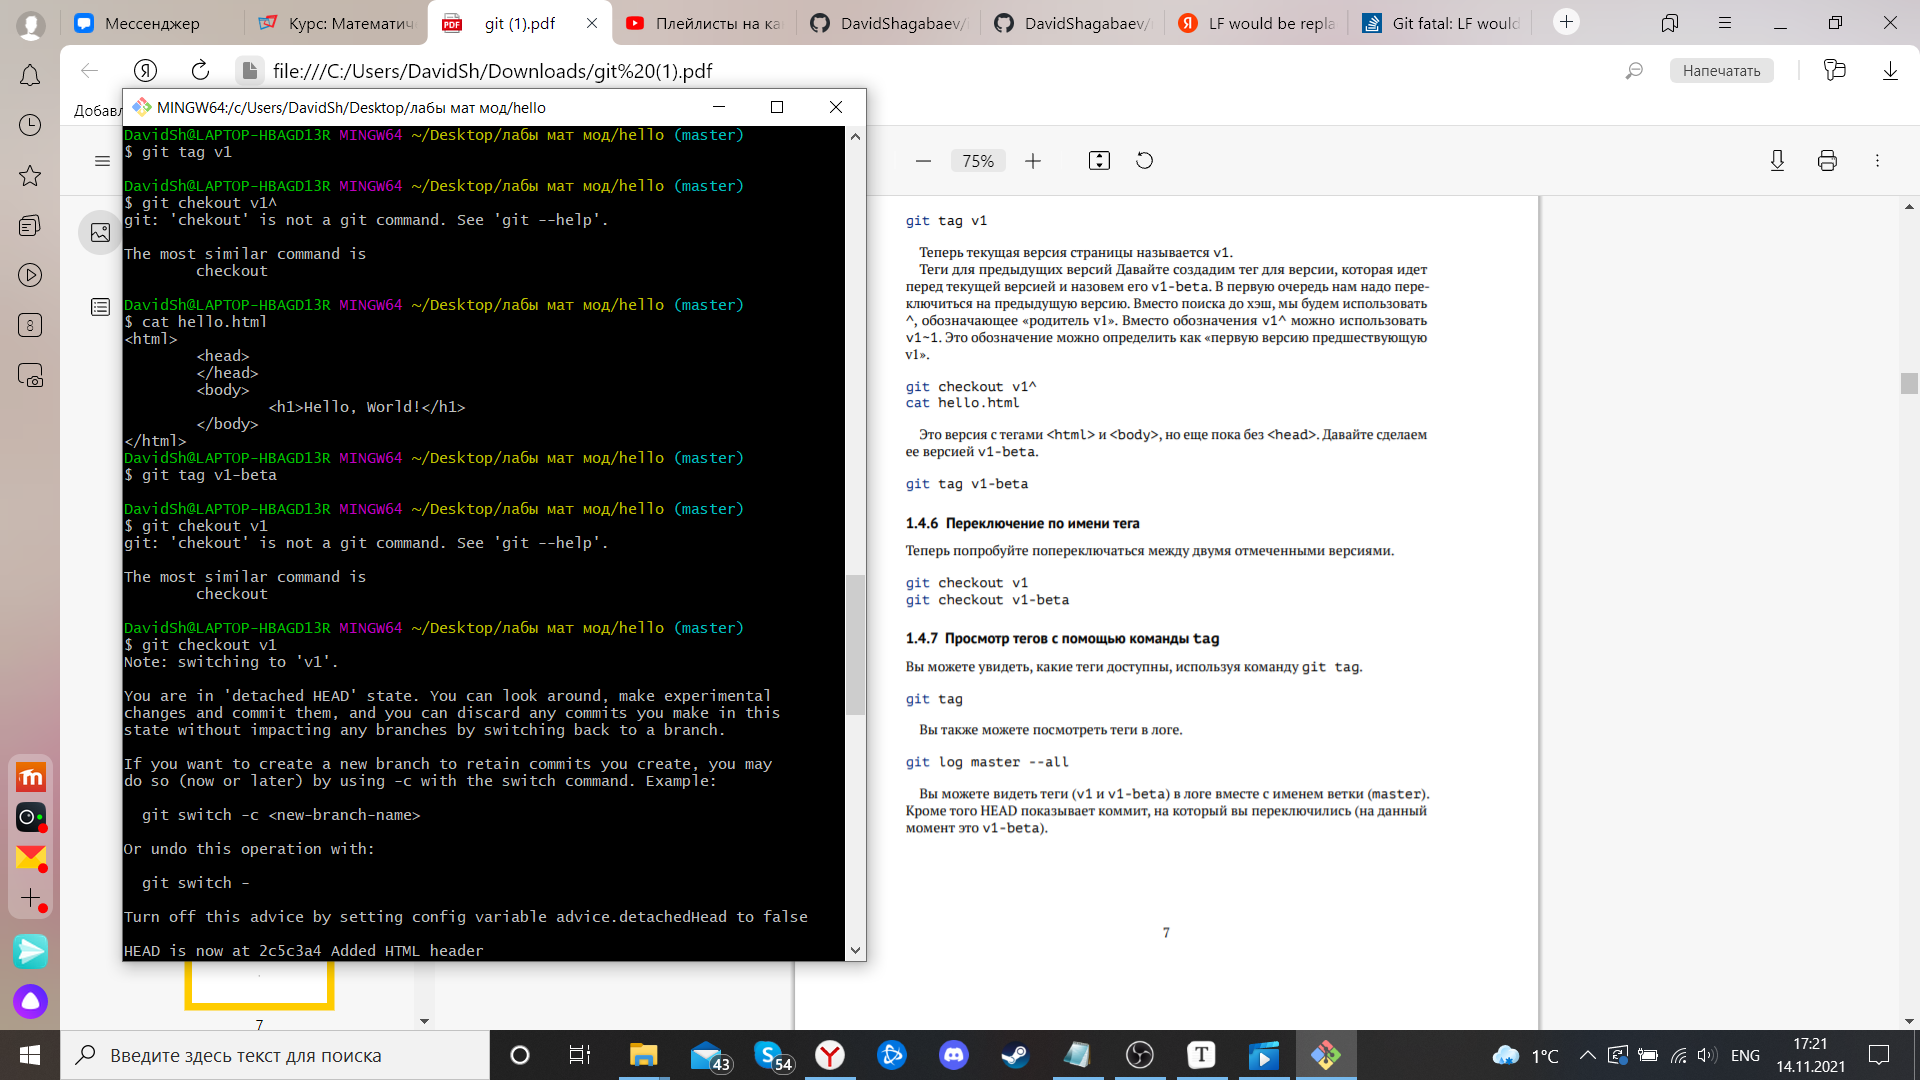 Мессенджер
Курс: Математич
git (1).pdf
Плейлисты на ка
DavidShagabaev/
DavidShagabaev/
LF would be repla
Git fatal: LF would
file:///C:/Users/DavidSh/Downloads/git%20(1).pdf
Напечатать
Добавл
MINGW64:/c/Users/DavidSh/Desktop/лабы мат мод/hello
DavidSh@LAPTOP-HBAGD13R MINGW64 ~/Desktop/лабы мат мод/hello (master)
$ git tag v1
DavidSh@LAPTOP-HBAGD13R MINGW64 ~/Desktop/лабы мат мод/hello (master)
$ git chekout v1^
git: 'chekout' is not a git command. See 'git --help'.
The most similar command is
checkout
DavidSh@LAPTOP-HBAGD13R MINGW64 ~/Desktop/лабы мат мод/hello (master)
$ cat hello.html
<html>
<head>
</head>
<body>
<h1>Hello, World!</h1>
</body>
</html>
DavidSh@LAPTOP-HBAGD13R MINGW64 ~/Desktop/лабы мат мод/hello (master)
$ git tag v1-beta
DavidSh@LAPTOP-HBAGD13R MINGW64 ~/Desktop/лабы мат мод/hello (master)
$ git chekout v1
git: 'chekout' is not a git command. See 'git --help'.
The most similar command is
checkout
DavidSh@LAPTOP-HBAGD13R MINGW64 ~/Desktop/лабы мат мод/hello (master)
$ git checkout v1
Note: switching to 'v1'.
You are in 'detached HEAD' state. You can look around, make experimental
changes and commit them, and you can discard any commits you make in this
state without impacting any branches by switching back to a branch.
If you want to create a new branch to retain commits you create, you may
do so (now or later) by using -c with the switch command. Example:
git switch -c <new-branch-name>
Or undo this operation with:
git switch -
Turn off this advice by setting config variable advice.detachedHead to false
HEAD is now at 2c5c3a4 Added HTML header
75%
git tag v1
Теперь текущая версия страницы называется v1.
Теги для предыдущих версий Давайте создадим тег для версии, которая идет
перед текущей версией и назовем его v1-beta. В первую очередь нам надо пере-
ключиться на предыдущую версию. Вместо поиска до хэш, мы будем использовать
^, обозначающее «родитель v1». Вместо обозначения v1^ можно использовать
v1~1. Это обозначение можно определить как «первую версию предшествующую
v1».
git checkout v1^
cat hello.html
Это версия с тегами <html> и <body>, но еще пока без <head>. Давайте сделаем
ее версией v1-beta.
git tag v1-beta
1.4.6 Переключение по имени тега
Теперь попробуйте попереключаться между двумя отмеченными версиями.
git checkout v1
git checkout v1-beta
1.4.7 Просмотр тегов с помощью команды tag
Вы можете увидеть, какие теги доступны, используя команду git tag.
git tag
Вы также можете посмотреть теги в логе.
git log master --all
Вы можете видеть теги (v1 и v1-beta) в логе вместе с именем ветки (master).
Кроме того HEAD показывает коммит, на который вы переключились (на данный
момент это v1-beta).
7
8
7
Введите здесь текст для поиска
43
54
1°C
ENG
17:21
14.11.2021